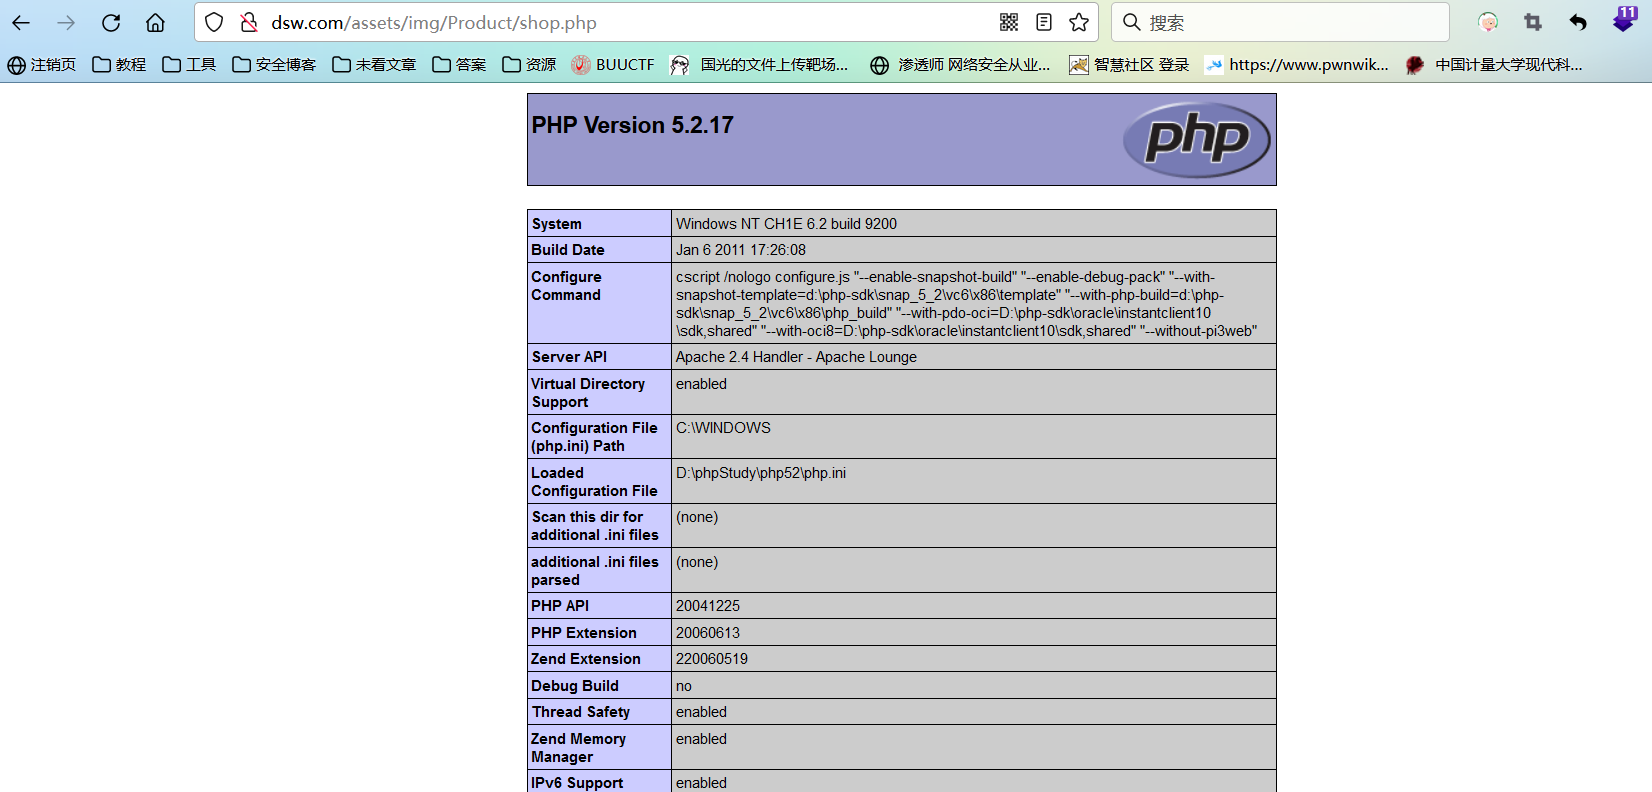 dsw.com/assets/img/Product/shop.php
搜索
11
注销页 教程 工具 安全博客 未看文章 答案 资源 BUUCTF 国光的文件上传靶场... 渗透师 网络安全从业... 智慧社区 登录 https://www.pwnwik... 中国计量大学现代科...
PHP Version 5.2.17
php
System Windows NT CH1E 6.2 build 9200
Build Date Jan 6 2011 17:26:08
Configure Command
cscript /nologo configure.js "--enable-snapshot-build" "--enable-debug-pack" "--with-
snapshot-template=d:\php-sdk\snap_5_2\vc6\x86\template" "--with-php-build=d:\php-
sdk\snap_5_2\vc6\x86\php_build" "--with-pdo-oci=D:\php-sdk\oracle\instantclient10
\sdk,shared" "--with-oci8=D:\php-sdk\oracle\instantclient10\sdk,shared" "--without-pi3web"
Server API Apache 2.4 Handler - Apache Lounge
Virtual Directory
Support
enabled
Configuration File
(php.ini) Path
C:\WINDOWS
Loaded
Configuration File
D:\phpStudy\php52\php.ini
Scan this dir for
additional .ini files
(none)
additional .ini files
parsed
(none)
PHP API 20041225
PHP Extension 20060613
Zend Extension 220060519
Debug Build no
Thread Safety enabled
Zend Memory
Manager
enabled
IPv6 Support enabled